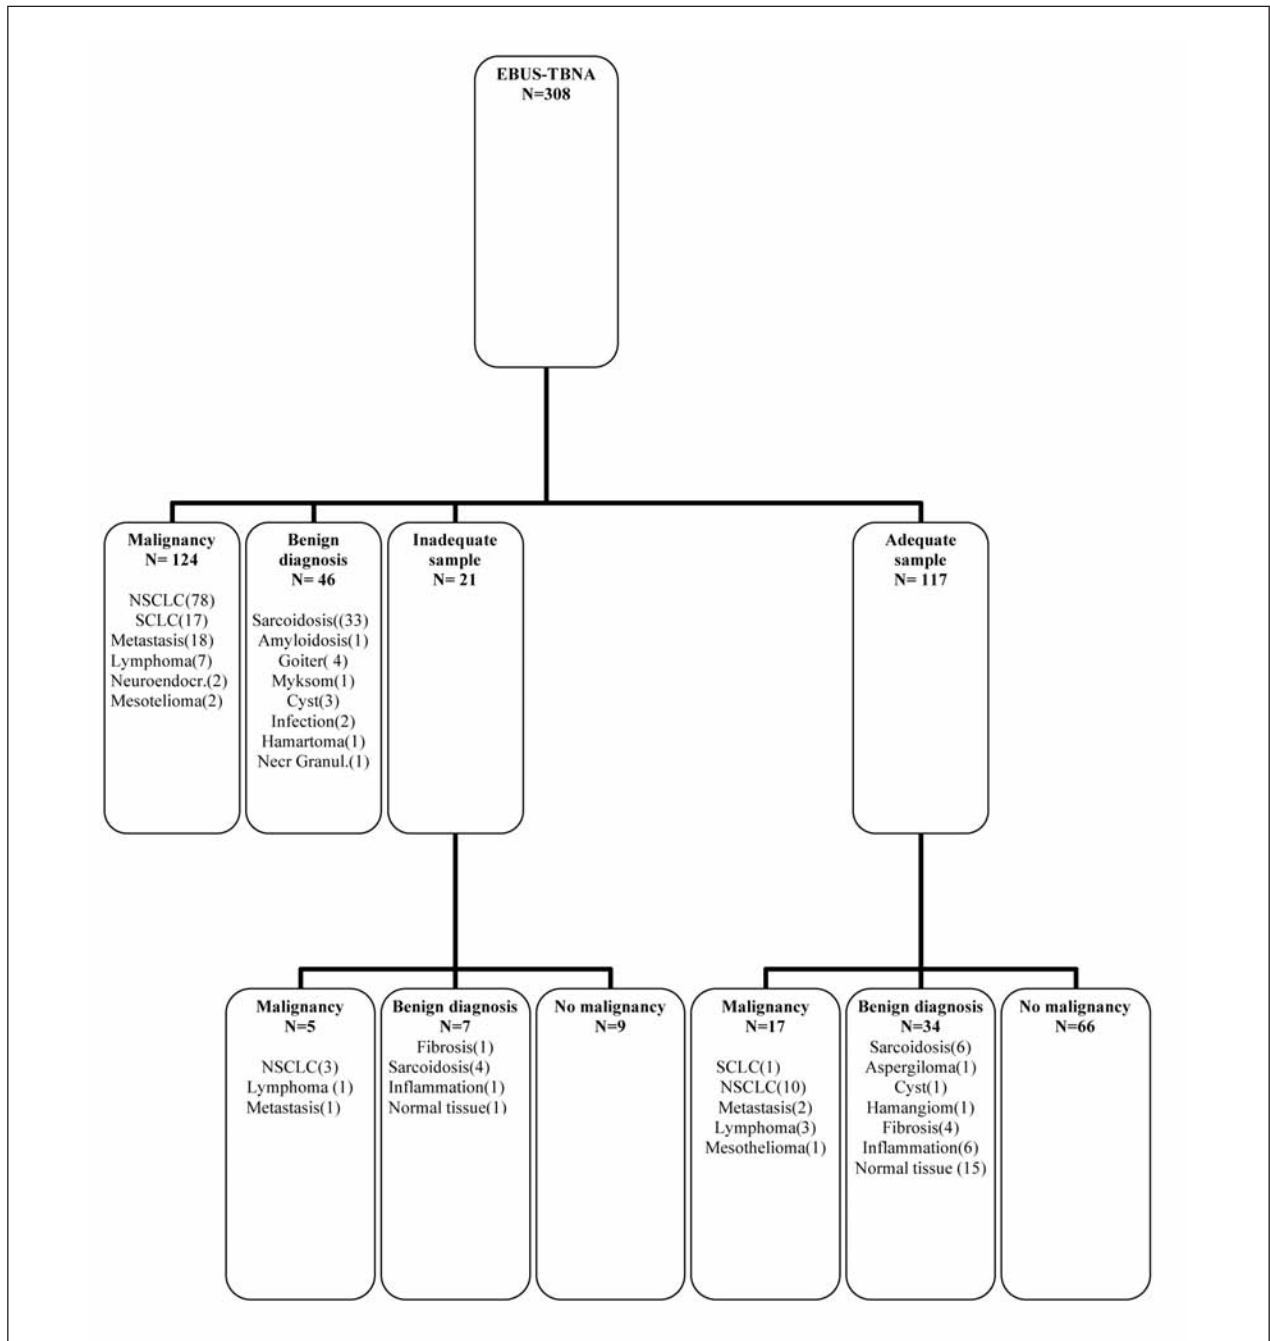 EBUS-TBNA
N=308
Malignancy
N= 124
NSCLC(78)
SCLC(17)
Metastasis(18)
Lymphoma(7)
Neuroendocr.(2)
Mesotelioma(2)
Benign
diagnosis
N= 46
Sarcoidosis((33)
Amyloidosis(1)
Goiter( 4)
Myksom(1)
Cyst(3)
Infection(2)
Hamartoma(1)
Necr Granul.(1)
Inadequate
sample
N= 21
Adequate
sample
N= 117
Malignancy
N=5
NSCLC(3)
Lymphoma (1)
Metastasis(1)
Benign diagnosis
N=7
Fibrosis(1)
Sarcoidosis(4)
Inflammation(1)
Normal tissue(1)
No malignancy
N=9
Malignancy
N=17
SCLC(1)
NSCLC(10)
Metastasis(2)
Lymphoma(3)
Mesothelioma(1)
Benign diagnosis
N=34
Sarcoidosis(6)
Aspergiloma(1)
Cyst(1)
Hamangiom(1)
Fibrosis(4)
Inflammation(6)
Normal tissue (15)
No malignancy
N=66